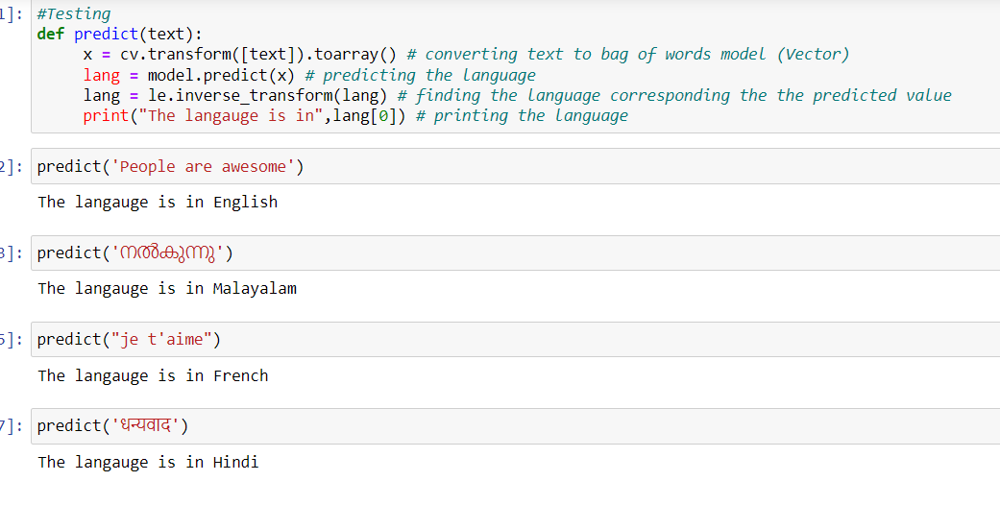 1]: #Testing
def predict(text):
x = cv.transform([text]).toarray() # converting text to bag of words model (Vector)
lang = model.predict(x) # predicting the language
lang = le.inverse_transform(lang) # finding the language corresponding the the predicted value
print("The langauge is in",lang[0]) # printing the language
2]: predict('People are awesome')
The langauge is in English
3]: predict('നൽകുന്നു')
The langauge is in Malayalam
5]: predict("je t'aime")
The langauge is in French
7]: predict('धन्यवाद')
The langauge is in Hindi